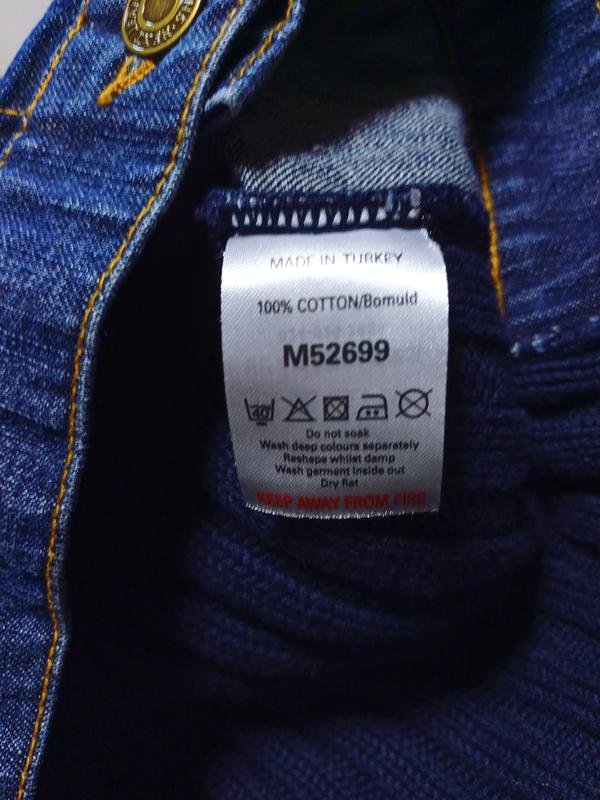 MADE IN TURKEY
100% COTTON/Bomuld
M52699
40°
Do not soak
Wash deep colours separately
Reshape whilst damp
Wash garment inside out
Dry flat
KEEP AWAY FROM FIRE